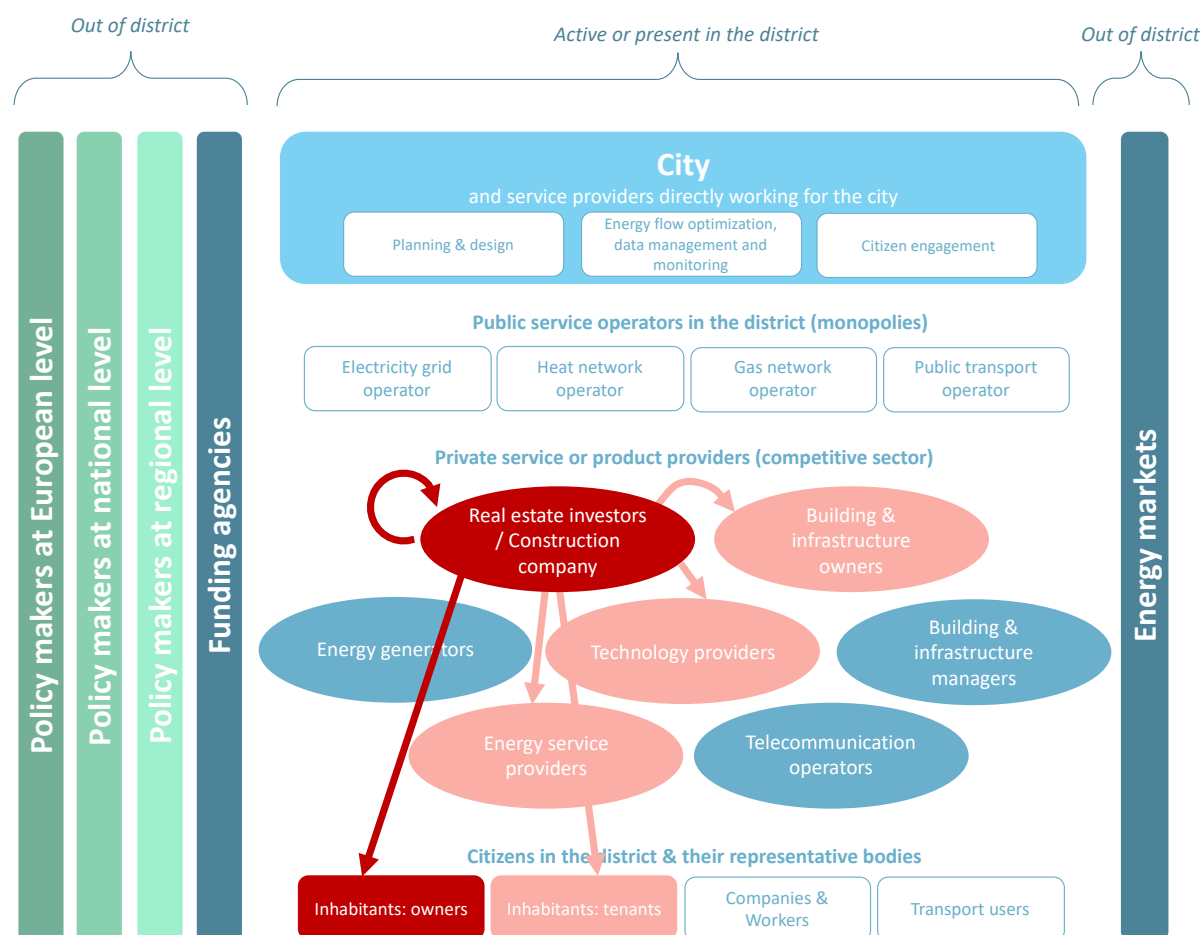 Out of district
Active or present in the district
Out of district
Policy makers at European level
Policy makers at national level
Policy makers at regional level
Funding agencies
City
and service providers directly working for the city
Planning & design
Energy flow optimization,
data management and
monitoring
Citizen engagement
Public service operators in the district (monopolies)
Electricity grid
operator
Heat network
operator
Gas network
operator
Public transport
operator
Private service or product providers (competitive sector)
Real estate investors
/ Construction
company
Building &
infrastructure
owners
Energy generators
Technology providers
Building &
infrastructure
managers
Energy service
providers
Telecommunication
operators
Citizens in the district & their representative bodies
Inhabitants: owners
Inhabitants: tenants
Companies &
Workers
Transport users
Energy markets